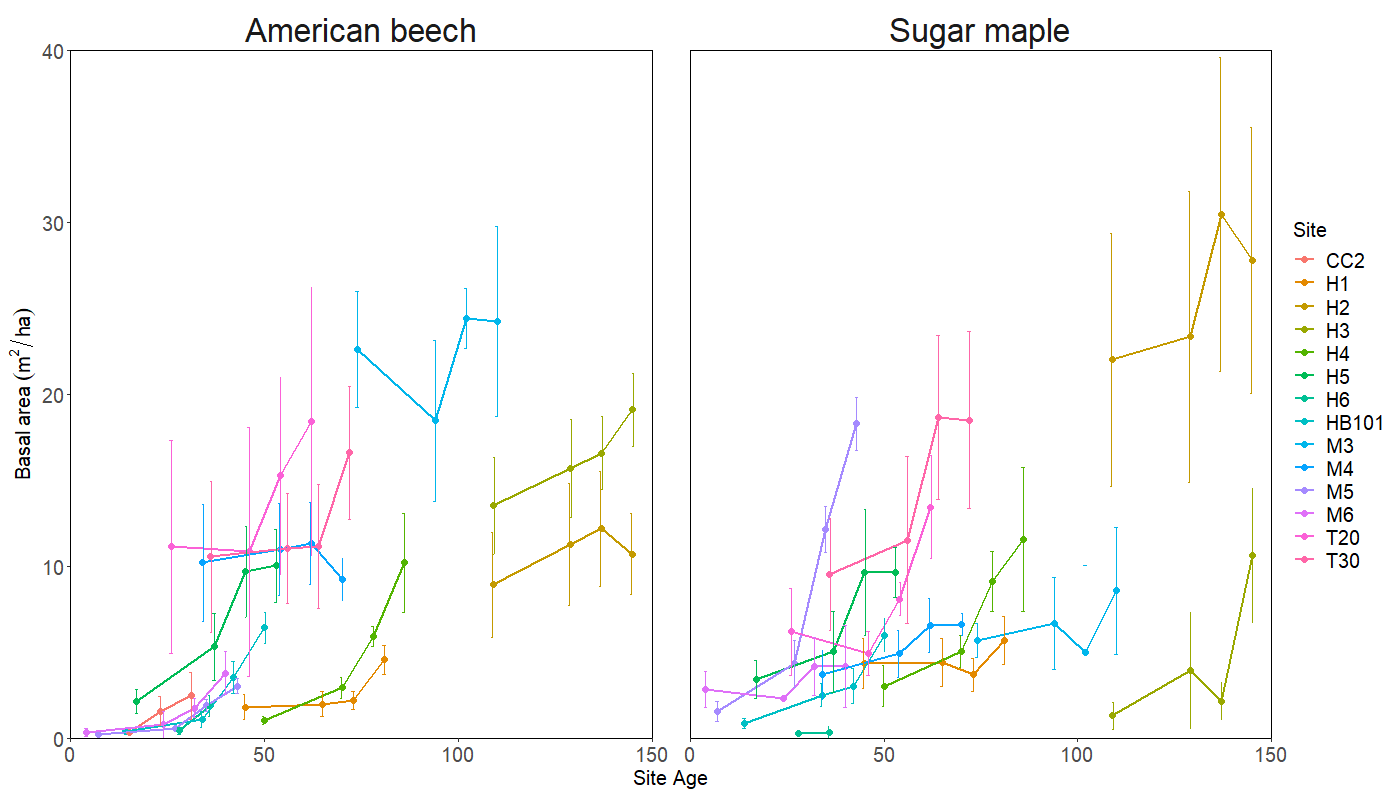 American beech
Sugar maple
40
30
20
10
0
Basal area (m²/ha)
0 50 100 150
0 50 100 150
Site Age
Site
CC2
H1
H2
H3
H4
H5
H6
HB101
M3
M4
M5
M6
T20
T30